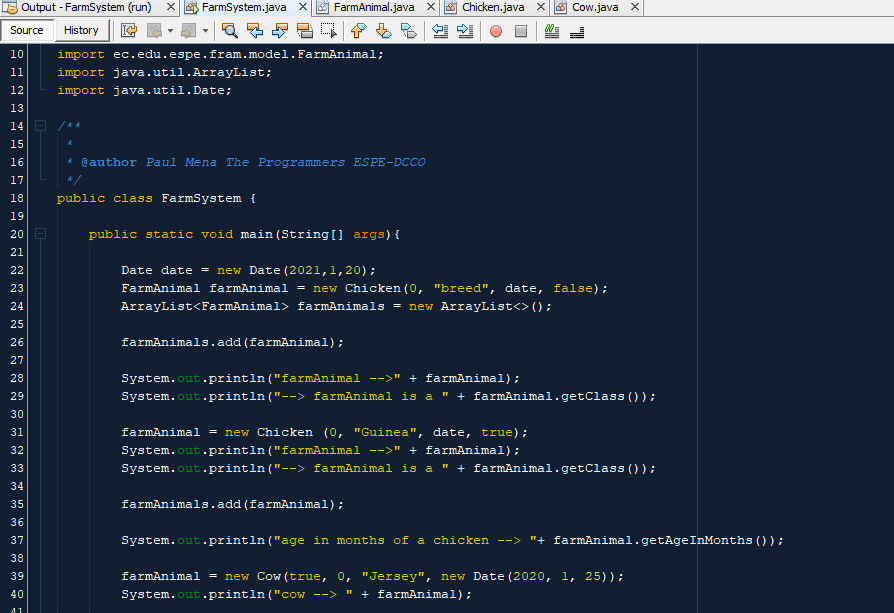 Output - FarmSystem (run) FarmSystem.java FarmAnimal.java Chicken.java Cow.java
Source History
10 import ec.edu.espe.fram.model.FarmAnimal;
11 import java.util.ArrayList;
12 import java.util.Date;
13
14 /**
15 *
16 * @author Paul Mena The Programmers ESPE-DCCO
17 */
18 public class FarmSystem {
19
20 public static void main(String[] args){
21
22 Date date = new Date(2021,1,20);
23 FarmAnimal farmAnimal = new Chicken(0, "breed", date, false);
24 ArrayList<FarmAnimal> farmAnimals = new ArrayList<>();
25
26 farmAnimals.add(farmAnimal);
27
28 System.out.println("farmAnimal -->" + farmAnimal);
29 System.out.println("--> farmAnimal is a " + farmAnimal.getClass());
30
31 farmAnimal = new Chicken (0, "Guinea", date, true);
32 System.out.println("farmAnimal -->" + farmAnimal);
33 System.out.println("--> farmAnimal is a " + farmAnimal.getClass());
34
35 farmAnimals.add(farmAnimal);
36
37 System.out.println("age in months of a chicken --> "+ farmAnimal.getAgeInMonths());
38
39 farmAnimal = new Cow(true, 0, "Jersey", new Date(2020, 1, 25));
40 System.out.println("cow --> " + farmAnimal);
41